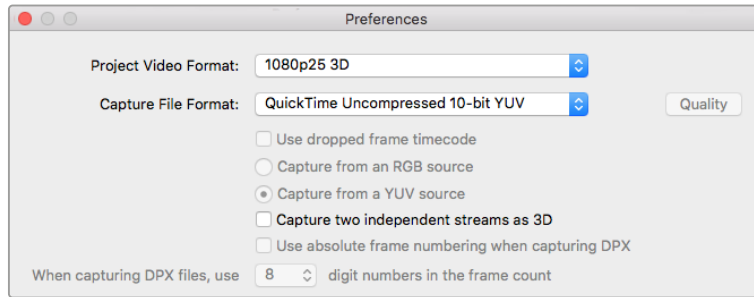 Preferences
Project Video Format: 1080p25 3D
Capture File Format: QuickTime Uncompressed 10-bit YUV Quality
Use dropped frame timecode
Capture from an RGB source
Capture from a YUV source
Capture two independent streams as 3D
Use absolute frame numbering when capturing DPX
When capturing DPX files, use 8 digit numbers in the frame count